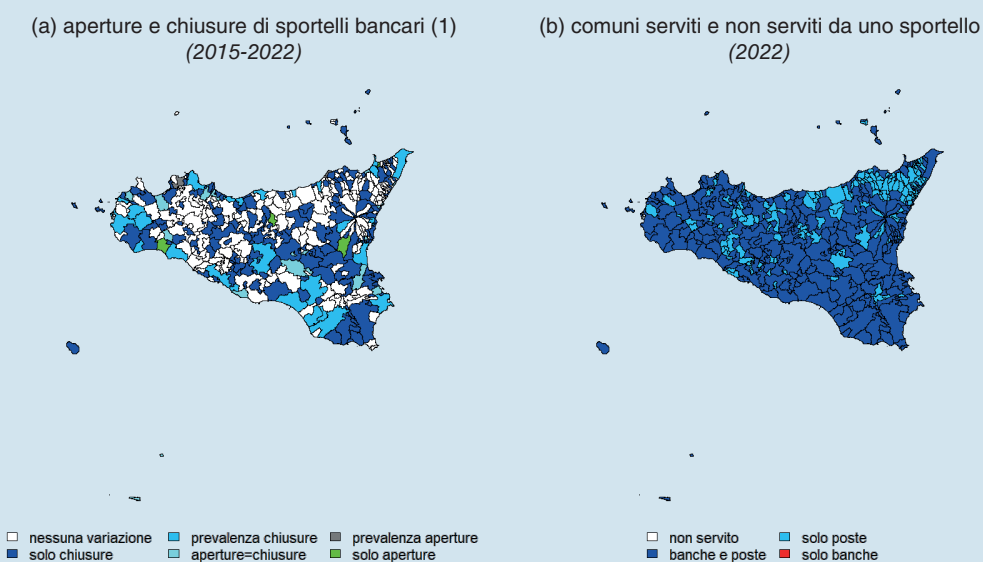 (a) aperture e chiusure di sportelli bancari (1)
(2015-2022)
(b) comuni serviti e non serviti da uno sportello
(2022)
nessuna variazione
prevalenza chiusure
prevalenza aperture
solo chiusure
aperture=chiusure
solo aperture
non servito
solo poste
banche e poste
solo banche